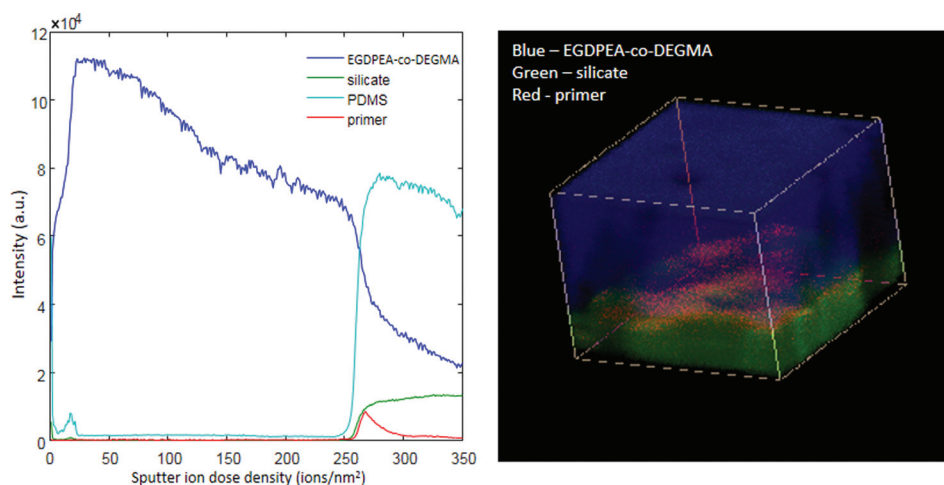 ×10⁴
12
10
8
6
4
2
0
Intensity (a.u.)
EGDPEA-co-DEGMA
silicate
PDMS
primer
0 50 100 150 200 250 300 350
Sputter ion dose density (ions/nm²)
Blue – EGDPEA-co-DEGMA
Green – silicate
Red - primer